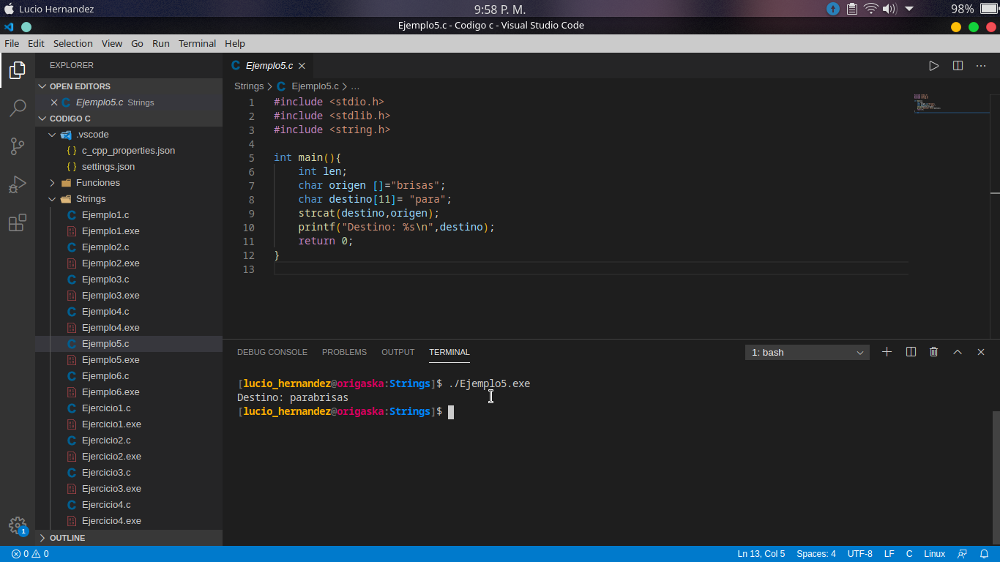 Lucio Hernandez 9:58 P. M. 98%
Ejemplo5.c - Codigo c - Visual Studio Code
File Edit Selection View Go Run Terminal Help
EXPLORER
OPEN EDITORS
Ejemplo5.c Strings
CODIGO C
.vscode
{ } c_cpp_properties.json
{ } settings.json
Funciones
Strings
C Ejemplo1.c
Ejemplo1.exe
C Ejemplo2.c
Ejemplo2.exe
C Ejemplo3.c
Ejemplo3.exe
C Ejemplo4.c
Ejemplo4.exe
C Ejemplo5.c
Ejemplo5.exe
C Ejemplo6.c
Ejemplo6.exe
C Ejercicio1.c
Ejercicio1.exe
C Ejercicio2.c
Ejercicio2.exe
C Ejercicio3.c
Ejercicio3.exe
C Ejercicio4.c
Ejercicio4.exe
OUTLINE
1
C Ejemplo5.c
Strings > C Ejemplo5.c > ...
1 #include <stdio.h>
2 #include <stdlib.h>
3 #include <string.h>
4
5 int main(){
6 int len;
7 char origen []="brisas";
8 char destino[11]= "para";
9 strcat(destino,origen);
10 printf("Destino: %s\n",destino);
11 return 0;
12 }
13
DEBUG CONSOLE PROBLEMS OUTPUT TERMINAL 1: bash
[lucio_hernandez@origaska:Strings]$ ./Ejemplo5.exe
Destino: parabrisas
[lucio_hernandez@origaska:Strings]$
0 0 Ln 13, Col 5 Spaces: 4 UTF-8 LF C Linux